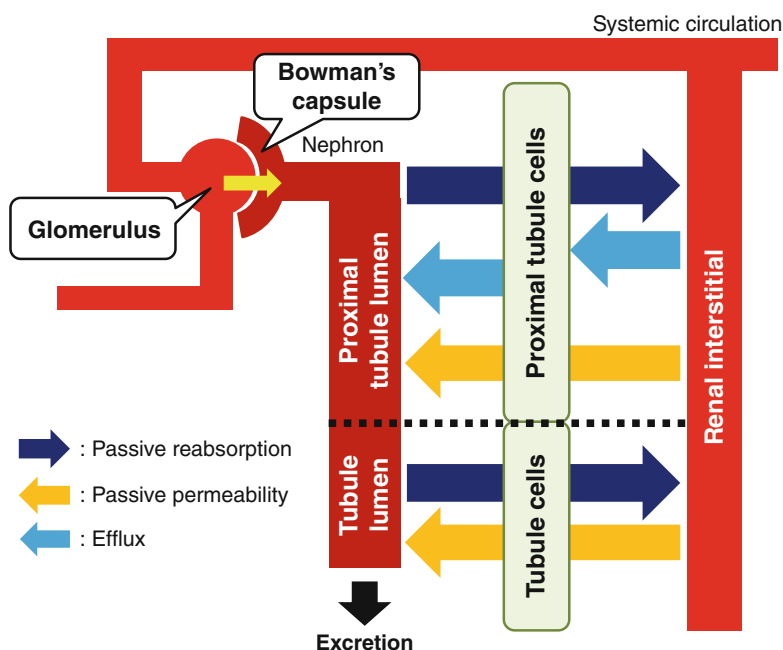 Systemic circulation
Bowman's
capsule
Nephron
Glomerulus
Proximal
tubule lumen
Proximal tubule cells
Renal interstitial
Tubule
lumen
Tubule cells
: Passive reabsorption
: Passive permeability
: Efflux
Excretion